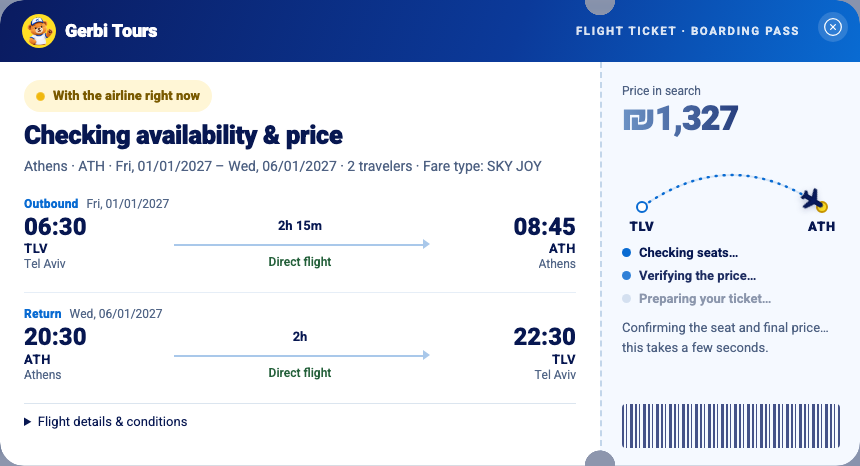 Gerbi Tours
FLIGHT TICKET · BOARDING PASS
With the airline right now
Checking availability & price
Athens · ATH · Fri, 01/01/2027 – Wed, 06/01/2027 · 2 travelers · Fare type: SKY JOY
Outbound Fri, 01/01/2027
06:30 2h 15m 08:45
TLV ATH
Tel Aviv Direct flight Athens
Return Wed, 06/01/2027
20:30 2h 22:30
ATH TLV
Athens Direct flight Tel Aviv
Flight details & conditions
Price in search
₪1,327
TLV ATH
Checking seats…
Verifying the price…
Preparing your ticket…
Confirming the seat and final price…
this takes a few seconds.